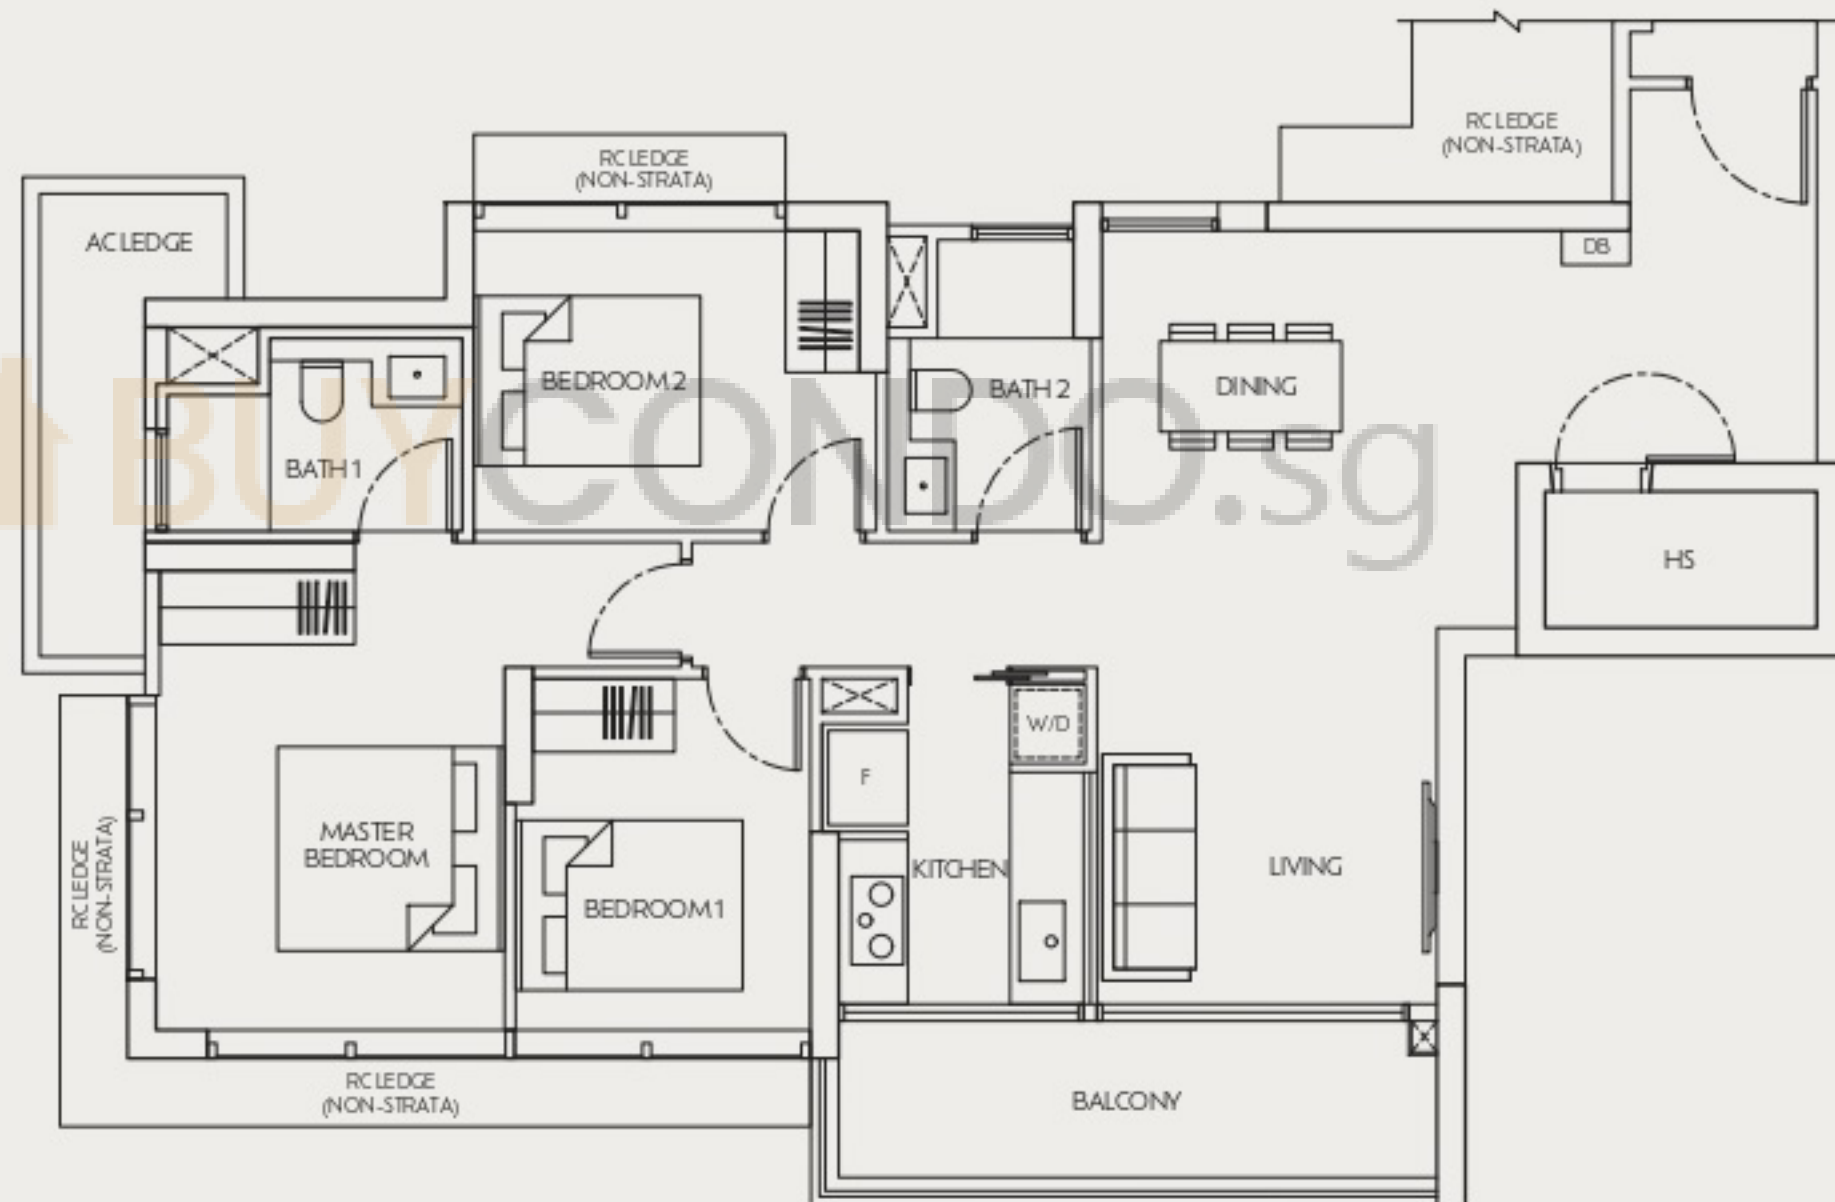 RC LEDGE
(NON-STRATA)
RC LEDGE
(NON-STRATA)
AC LEDGE
DB
BEDROOM 2
BATH 2
DINING
BUYCONDO.sg
BATH 1
HS
W/D
F
MASTER
BEDROOM
RC LEDGE
(NON-STRATA)
KITCHEN
LIVING
BEDROOM 1
RC LEDGE
(NON-STRATA)
BALCONY